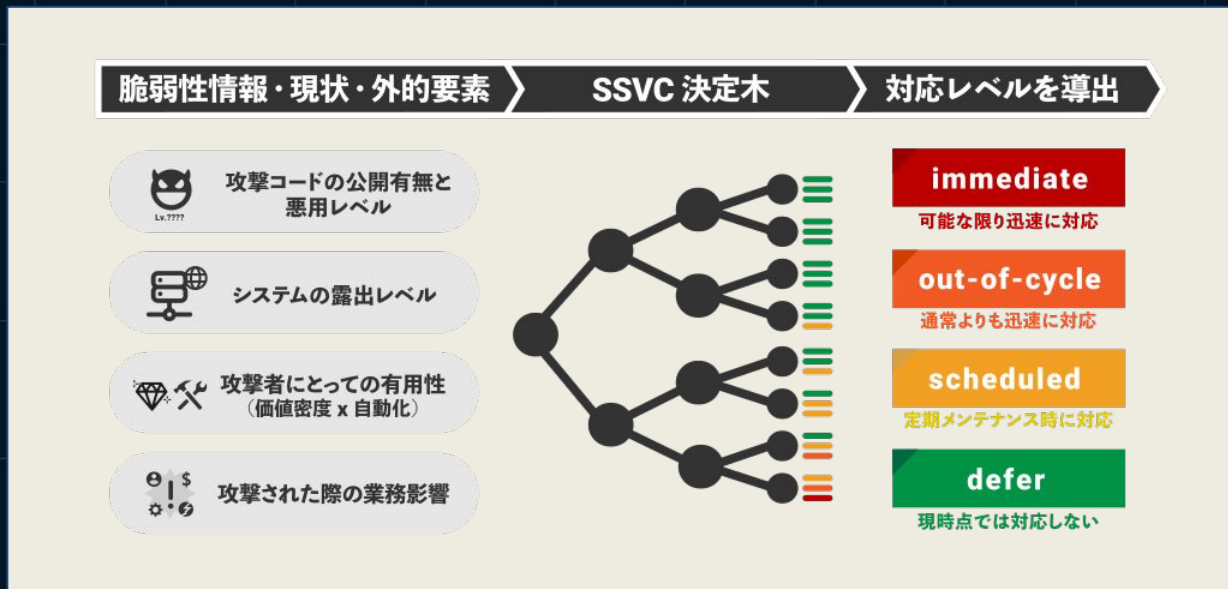 脆弱性情報・現状・外的要素
SSVC 決定木
対応レベルを導出
Lv.????
攻撃コードの公開有無と
悪用レベル
システムの露出レベル
攻撃者にとっての有用性
（価値密度 x 自動化）
攻撃された際の業務影響
immediate
可能な限り迅速に対応
out-of-cycle
通常よりも迅速に対応
scheduled
定期メンテナンス時に対応
defer
現時点では対応しない